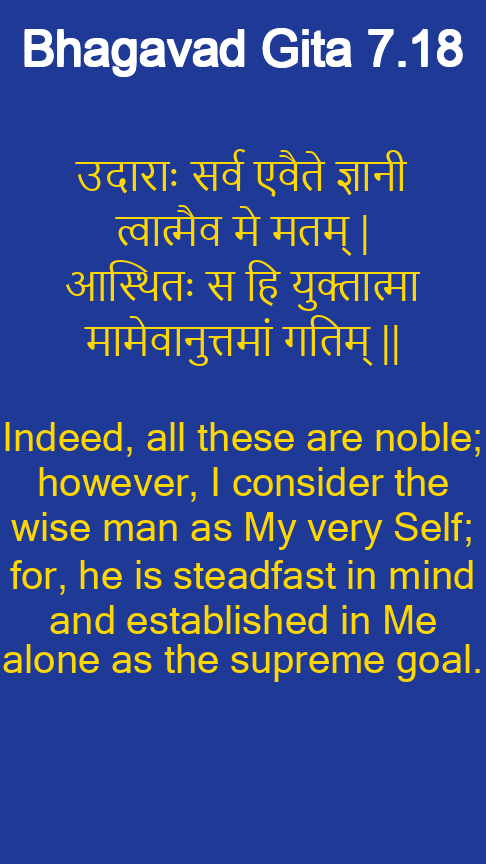 Bhagavad Gita 7.18
उदाराः सर्व एवैते ज्ञानी
त्वात्मैव मे मतम् |
आस्थितः स हि युक्तात्मा
मामेवानुत्तमां गतिम् ||
Indeed, all these are noble;
however, I consider the
wise man as My very Self;
for, he is steadfast in mind
and established in Me
alone as the supreme goal.